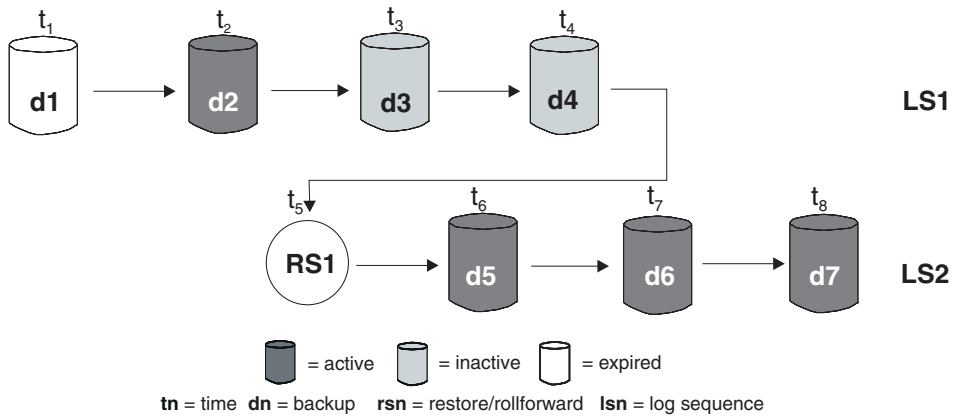 t1 t2 t3 t4
d1 d2 d3 d4 LS1
t5 t6 t7 t8
RS1 d5 d6 d7 LS2
= active = inactive = expired
tn = time dn = backup rsn = restore/rollforward lsn = log sequence